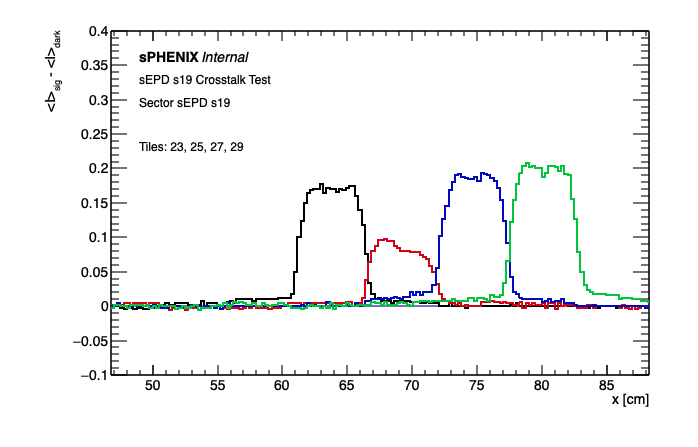 <I>sig - <I>dark
0.4
0.35
0.3
0.25
0.2
0.15
0.1
0.05
0
−0.05
−0.1
sPHENIX Internal
sEPD s19 Crosstalk Test
Sector sEPD s19
Tiles: 23, 25, 27, 29
50 55 60 65 70 75 80 85
x [cm]